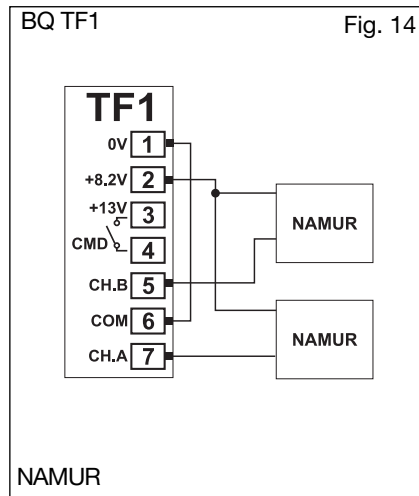 BQ TF1
Fig. 14
TF1
0V 1
+8.2V 2
+13V 3
CMD 4
CH.B 5
COM 6
CH.A 7
NAMUR
NAMUR
NAMUR